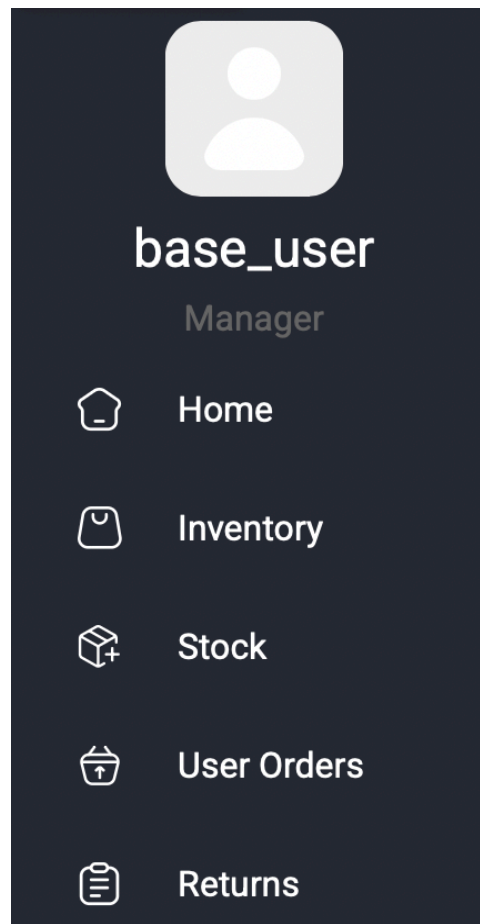 base_user
Manager
Home
Inventory
Stock
User Orders
Returns